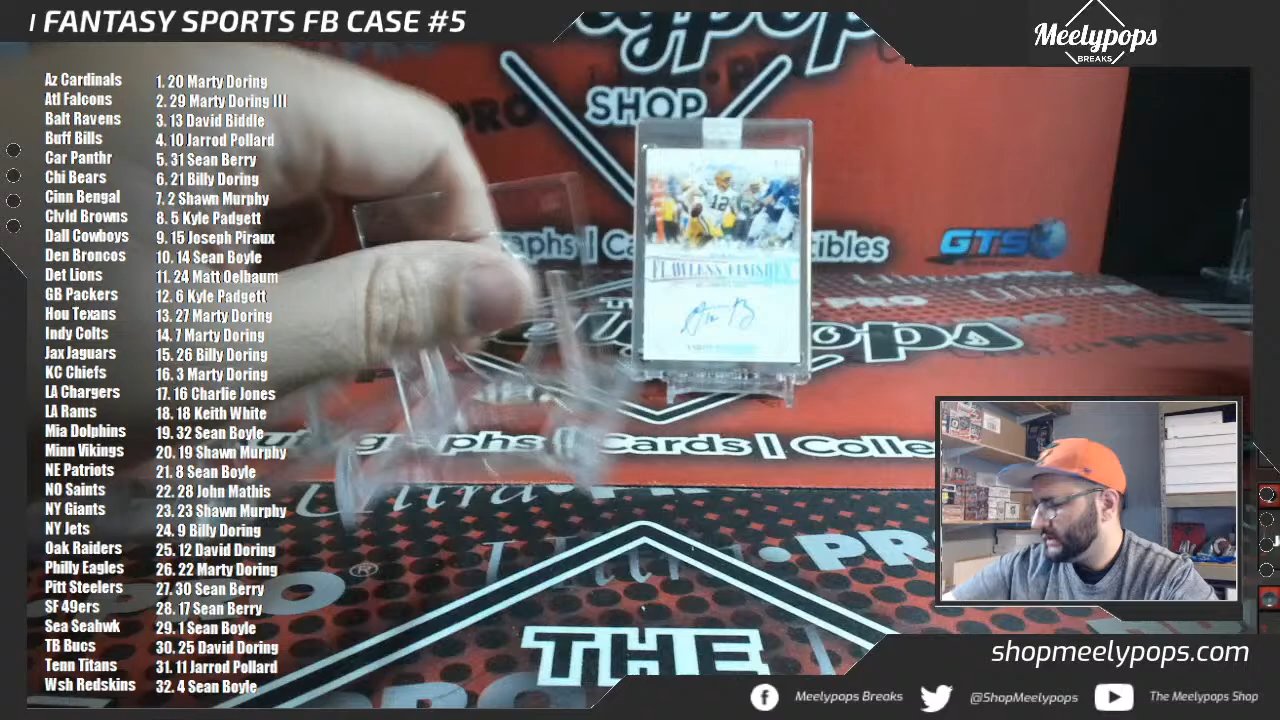 FANTASY SPORTS FB CASE #5
Meelypops
BREAKS
Az Cardinals 1. 20 Marty Doring
Atl Falcons 2. 29 Marty Doring III
Balt Ravens 3. 13 David Biddle
Buff Bills 4. 10 Jarrod Pollard
Car Panthr 5. 31 Sean Berry
Chi Bears 6. 21 Billy Doring
Cinn Bengal 7. 2 Shawn Murphy
Clvld Browns 8. 5 Kyle Padgett
Dall Cowboys 9. 15 Joseph Piraux
Den Broncos 10. 14 Sean Boyle
Det Lions 11. 24 Matt Oelbaum
GB Packers 12. 6 Kyle Padgett
Hou Texans 13. 27 Marty Doring
Indy Colts 14. 7 Marty Doring
Jax Jaguars 15. 26 Billy Doring
KC Chiefs 16. 3 Marty Doring
LA Chargers 17. 16 Charlie Jones
LA Rams 18. 18 Keith White
Mia Dolphins 19. 32 Sean Boyle
Minn Vikings 20. 19 Shawn Murphy
NE Patriots 21. 8 Sean Boyle
NO Saints 22. 28 John Mathis
NY Giants 23. 23 Shawn Murphy
NY Jets 24. 9 Billy Doring
Oak Raiders 25. 12 David Doring
Philly Eagles 26. 22 Marty Doring
Pitt Steelers 27. 30 Sean Berry
SF 49ers 28. 17 Sean Berry
Sea Seahwk 29. 1 Sean Boyle
TB Bucs 30. 25 David Doring
Tenn Titans 31. 11 Jarrod Pollard
Wsh Redskins 32. 4 Sean Boyle
SHOP
GTS
12
FLAWLESS FINISHES
THE
shopmeelypops.com
Meelypops Breaks
@ShopMeelypops
The Meelypops Shop